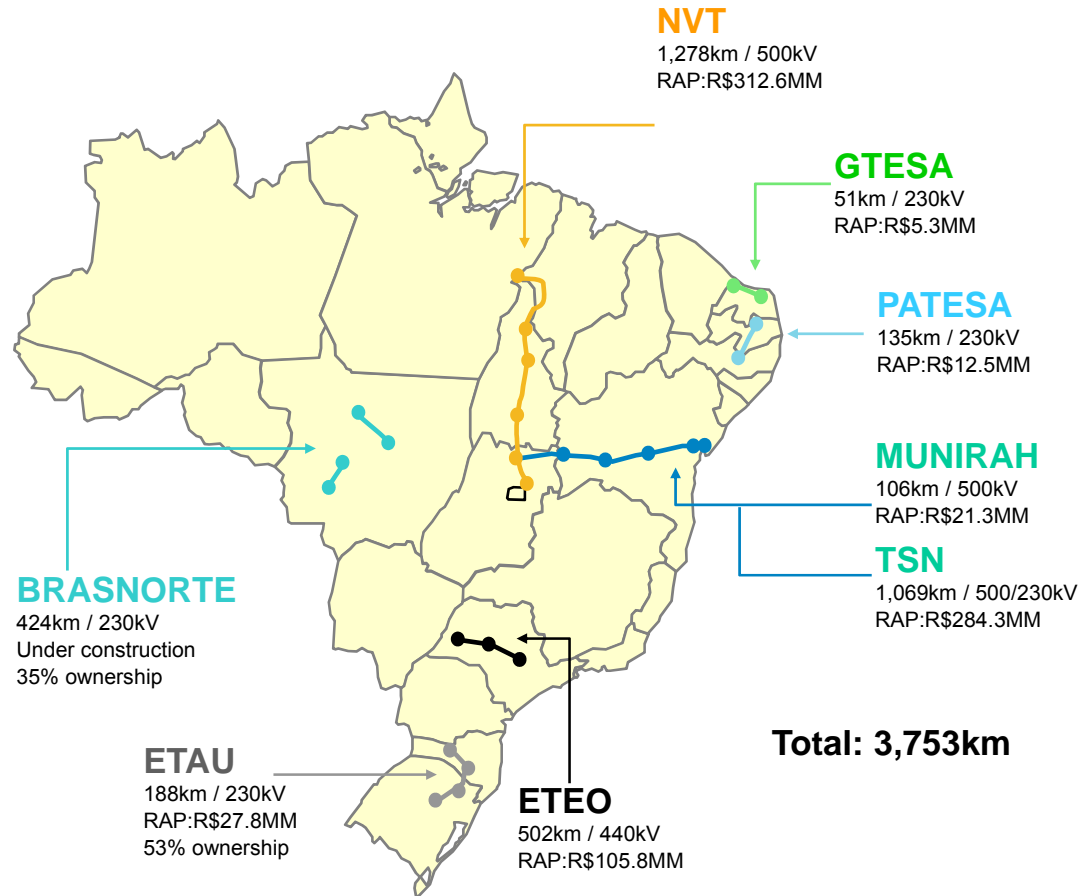 NVT
1,278km / 500kV
RAP:R$312.6MM
GTESA
51km / 230kV
RAP:R$5.3MM
PATESA
135km / 230kV
RAP:R$12.5MM
MUNIRAH
106km / 500kV
RAP:R$21.3MM
TSN
1,069km / 500/230kV
RAP:R$284.3MM
BRASNORTE
424km / 230kV
Under construction
35% ownership
Total: 3,753km
ETAU
188km / 230kV
RAP:R$27.8MM
53% ownership
ETEO
502km / 440kV
RAP:R$105.8MM